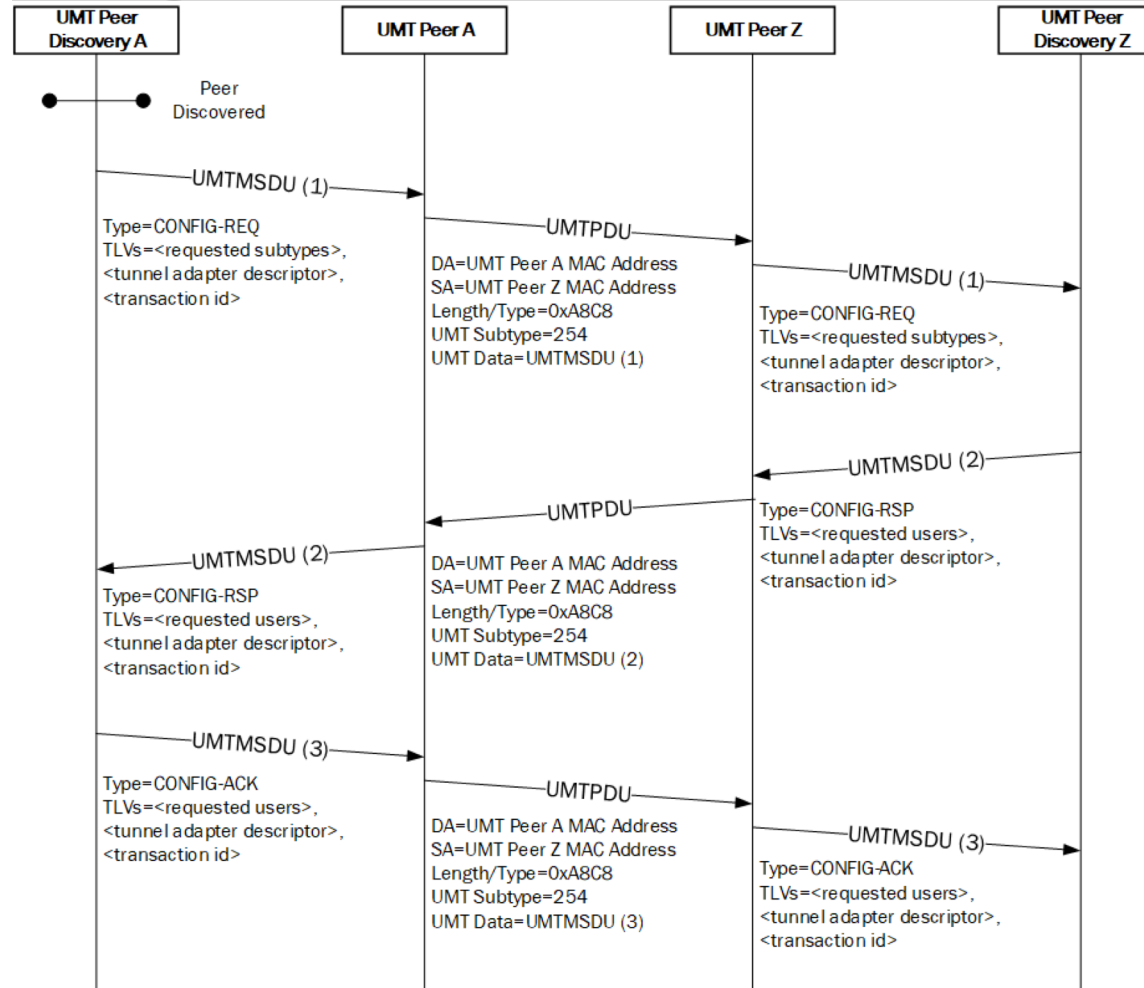 UMT Peer
Discovery A
UMT Peer A
UMT Peer Z
UMT Peer
Discovery Z
Peer
Discovered
UMTMSDU (1)
Type=CONFIG-REQ
TLVs=<requested subtypes>,
<tunnel adapter descriptor>,
<transaction id>
UMTPDU
DA=UMT Peer A MAC Address
SA=UMT Peer Z MAC Address
Length/Type=0xA8C8
UMT Subtype=254
UMT Data=UMTMSDU (1)
UMTMSDU (1)
Type=CONFIG-REQ
TLVs=<requested subtypes>,
<tunnel adapter descriptor>,
<transaction id>
UMTMSDU (2)
Type=CONFIG-RSP
TLVs=<requested users>,
<tunnel adapter descriptor>,
<transaction id>
UMTPDU
DA=UMT Peer A MAC Address
SA=UMT Peer Z MAC Address
Length/Type=0xA8C8
UMT Subtype=254
UMT Data=UMTMSDU (2)
UMTMSDU (2)
Type=CONFIG-RSP
TLVs=<requested users>,
<tunnel adapter descriptor>,
<transaction id>
UMTMSDU (3)
Type=CONFIG-ACK
TLVs=<requested users>,
<tunnel adapter descriptor>,
<transaction id>
UMTPDU
DA=UMT Peer A MAC Address
SA=UMT Peer Z MAC Address
Length/Type=0xA8C8
UMT Subtype=254
UMT Data=UMTMSDU (3)
UMTMSDU (3)
Type=CONFIG-ACK
TLVs=<requested users>,
<tunnel adapter descriptor>,
<transaction id>